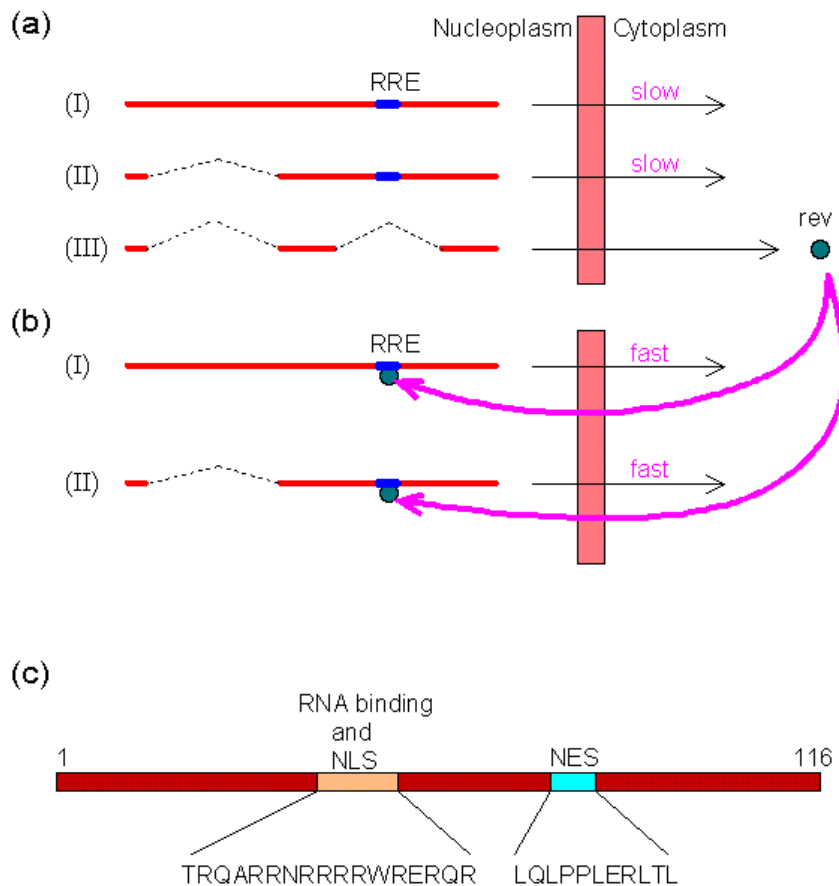 (a)
Nucleoplasm Cytoplasm
RRE
(I)
slow
(II)
slow
(III)
rev
(b)
RRE
(I)
fast
(II)
fast
(c)
RNA binding
and
NLS
NES
1
116
TRQARRNRRRRWRERQR
LQLPPLERLTL